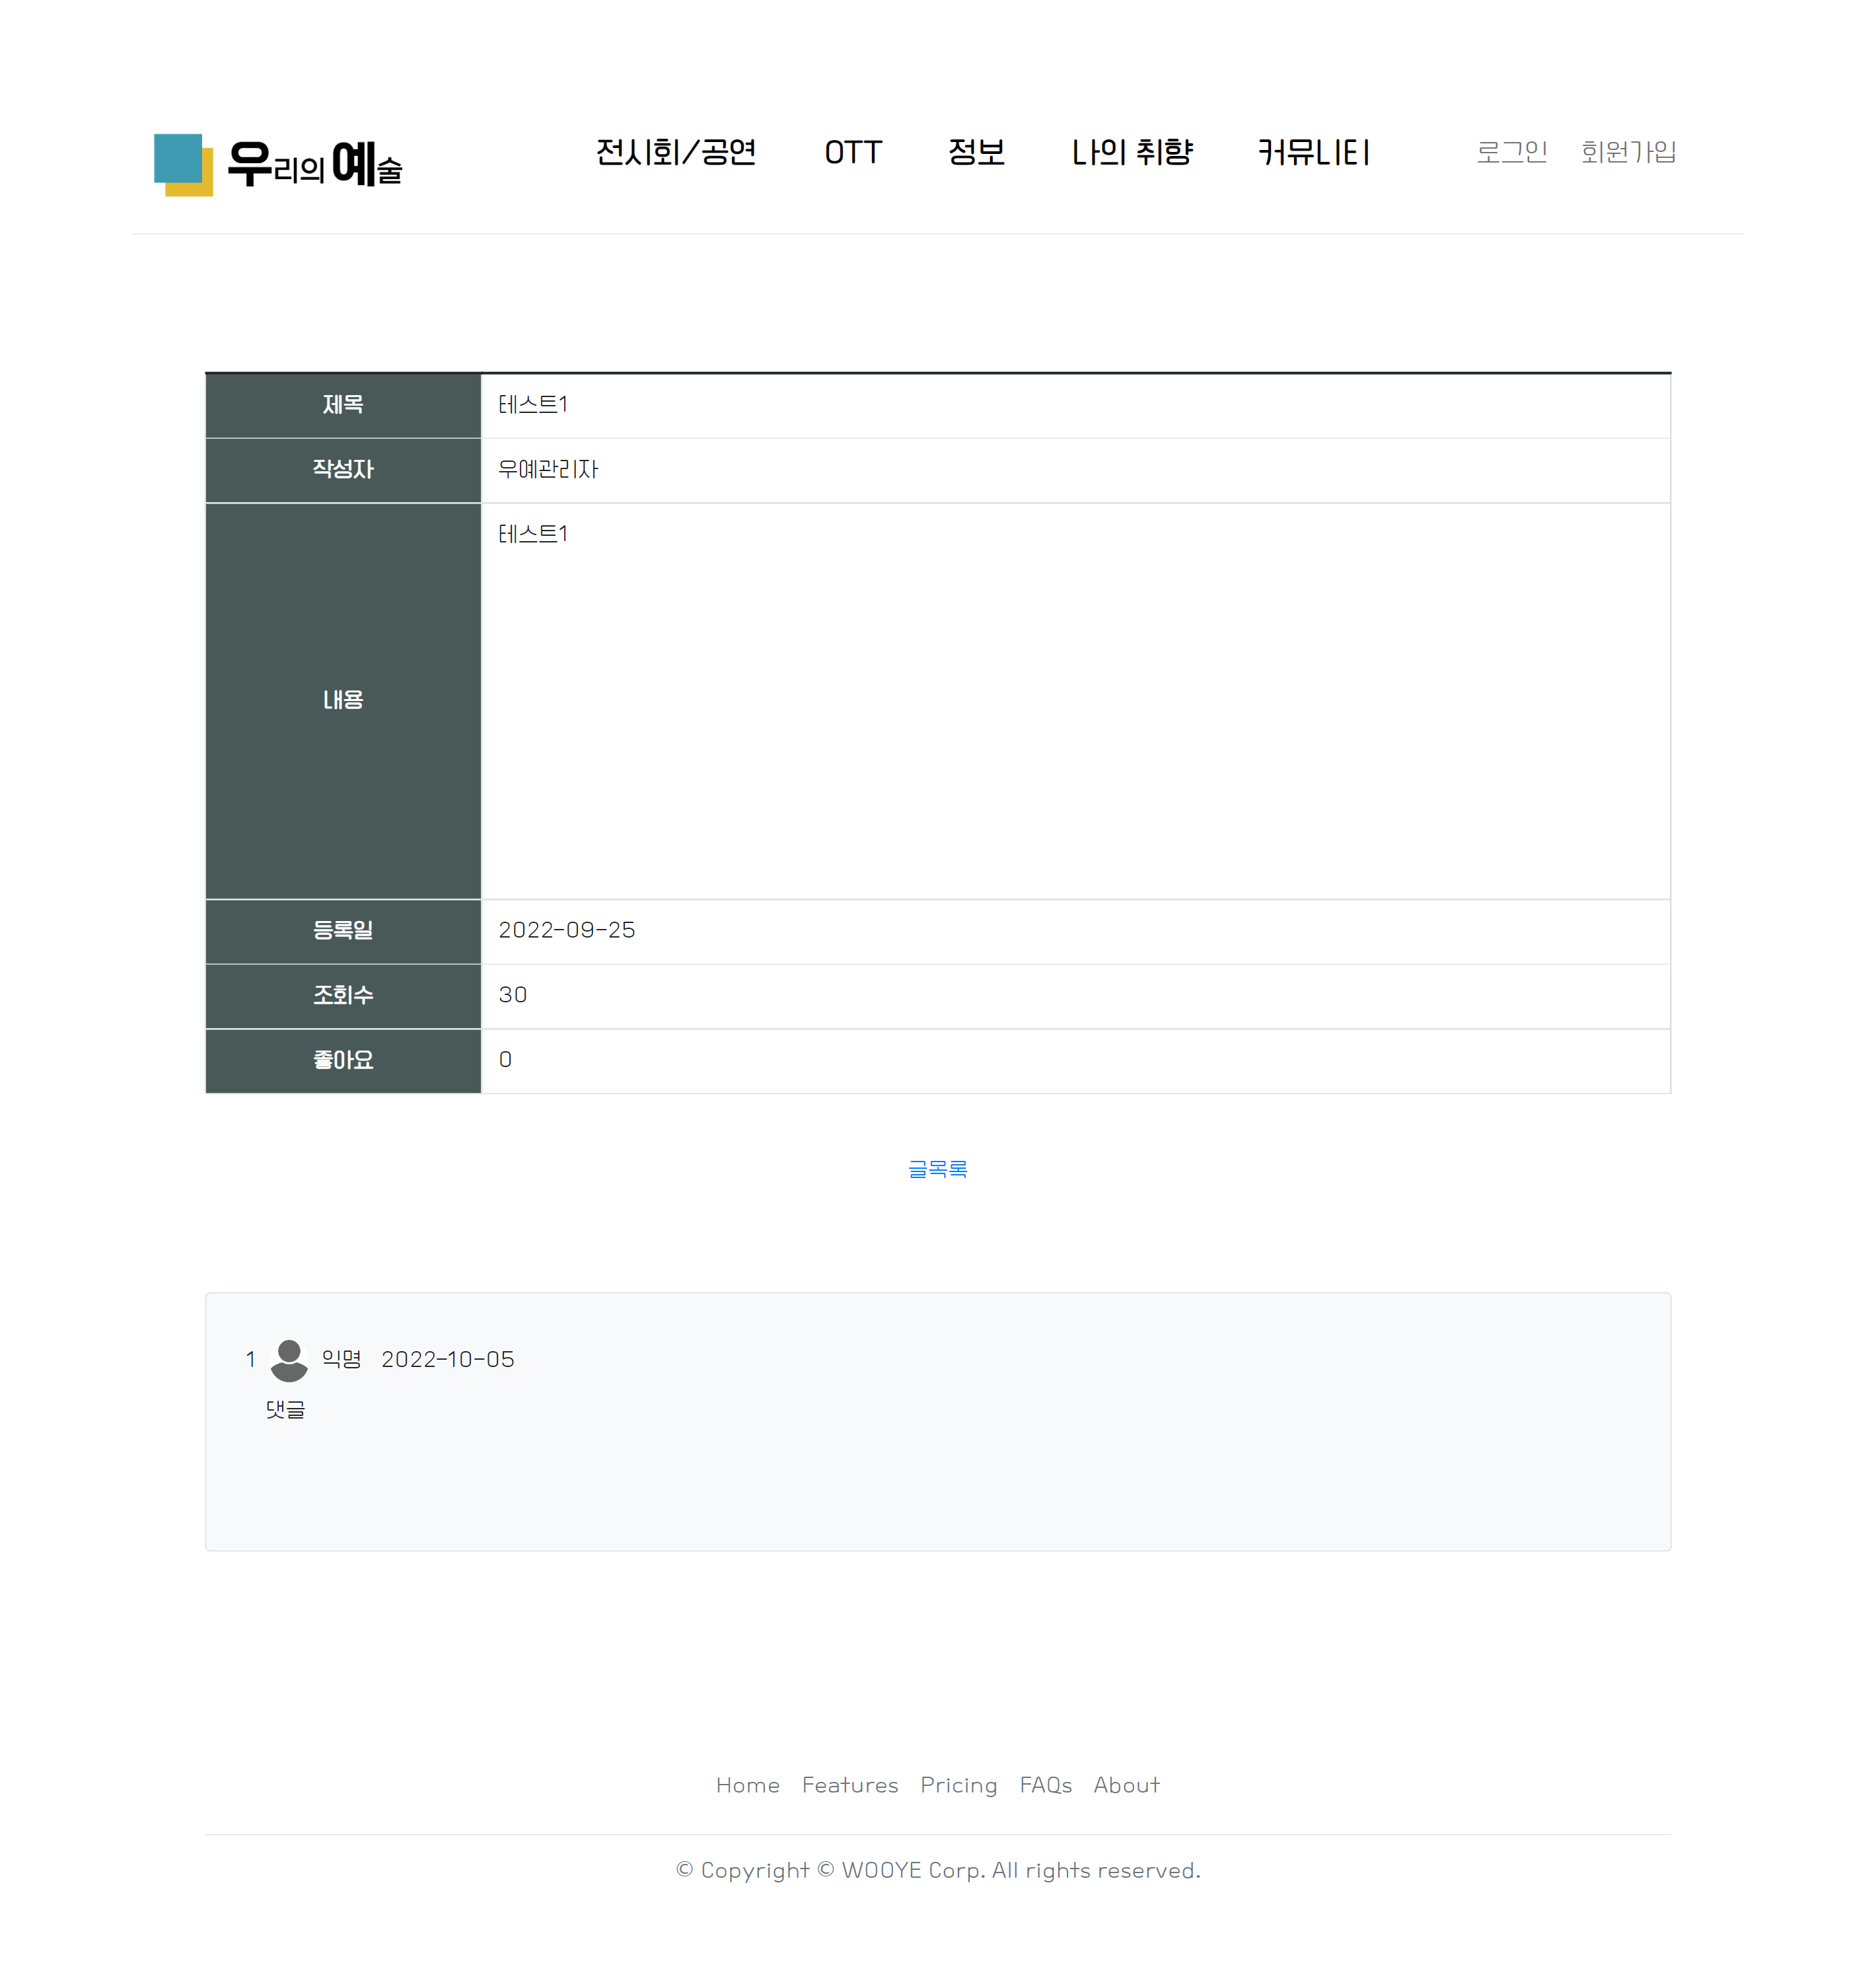 우리의 예술 전시회/공연 OTT 정보 나의 취향 커뮤니티 로그인 회원가입
제목 테스트1
작성자 우예관리자
내용 테스트1
등록일 2022-09-25
조회수 30
좋아요 0
글목록
1 익명 2022-10-05
댓글
Home Features Pricing FAQs About
© Copyright © WOOYE Corp. All rights reserved.